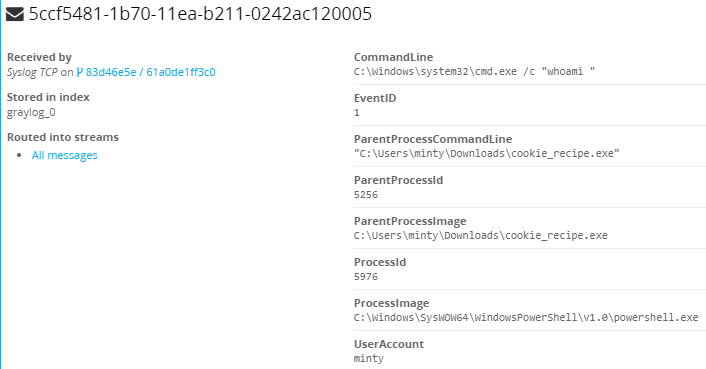 5ccf5481-1b70-11ea-b211-0242ac120005
Received by
Syslog TCP on 83d46e5e / 61a0de1ff3c0
Stored in index
graylog_0
Routed into streams
All messages
CommandLine
C:\Windows\system32\cmd.exe /c "whoami "
EventID
1
ParentProcessCommandLine
"C:\Users\minty\Downloads\cookie_recipe.exe"
ParentProcessId
5256
ParentProcessImage
C:\Users\minty\Downloads\cookie_recipe.exe
ProcessId
5976
ProcessImage
C:\Windows\SysWOW64\WindowsPowerShell\v1.0\powershell.exe
UserAccount
minty